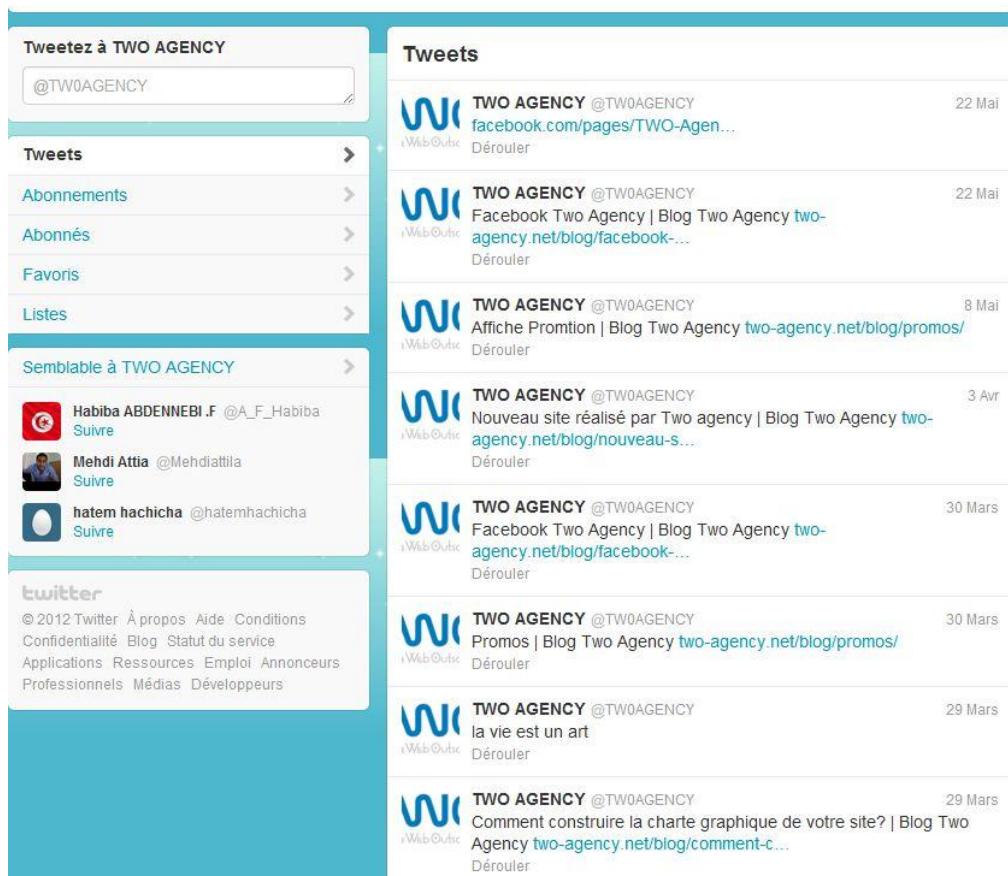 Tweetez à TWO AGENCY
@TW0AGENCY
Tweets
Abonnements
Abonnés
Favoris
Listes
Semblable à TWO AGENCY
Habiba ABDENNEBI .F @A_F_Habiba
Suivre
Mehdi Attia @Mehdiattila
Suivre
hatem hachicha @hatemhachicha
Suivre
twitter
© 2012 Twitter À propos Aide Conditions
Confidentialité Blog Statut du service
Applications Ressources Emploi Annonceurs
Professionnels Médias Développeurs
Tweets
TWO AGENCY @TW0AGENCY 22 Mai
facebook.com/pages/TWO-Agen…
Dérouler
TWO AGENCY @TW0AGENCY 22 Mai
Facebook Two Agency | Blog Two Agency two-
agency.net/blog/facebook-…
Dérouler
TWO AGENCY @TW0AGENCY 8 Mai
Affiche Promtion | Blog Two Agency two-agency.net/blog/promos/
Dérouler
TWO AGENCY @TW0AGENCY 3 Avr
Nouveau site réalisé par Two agency | Blog Two Agency two-
agency.net/blog/nouveau-s…
Dérouler
TWO AGENCY @TW0AGENCY 30 Mars
Facebook Two Agency | Blog Two Agency two-
agency.net/blog/facebook-…
Dérouler
TWO AGENCY @TW0AGENCY 30 Mars
Promos | Blog Two Agency two-agency.net/blog/promos/
Dérouler
TWO AGENCY @TW0AGENCY 29 Mars
la vie est un art
Dérouler
TWO AGENCY @TW0AGENCY 29 Mars
Comment construire la charte graphique de votre site? | Blog Two
Agency two-agency.net/blog/comment-c…
Dérouler